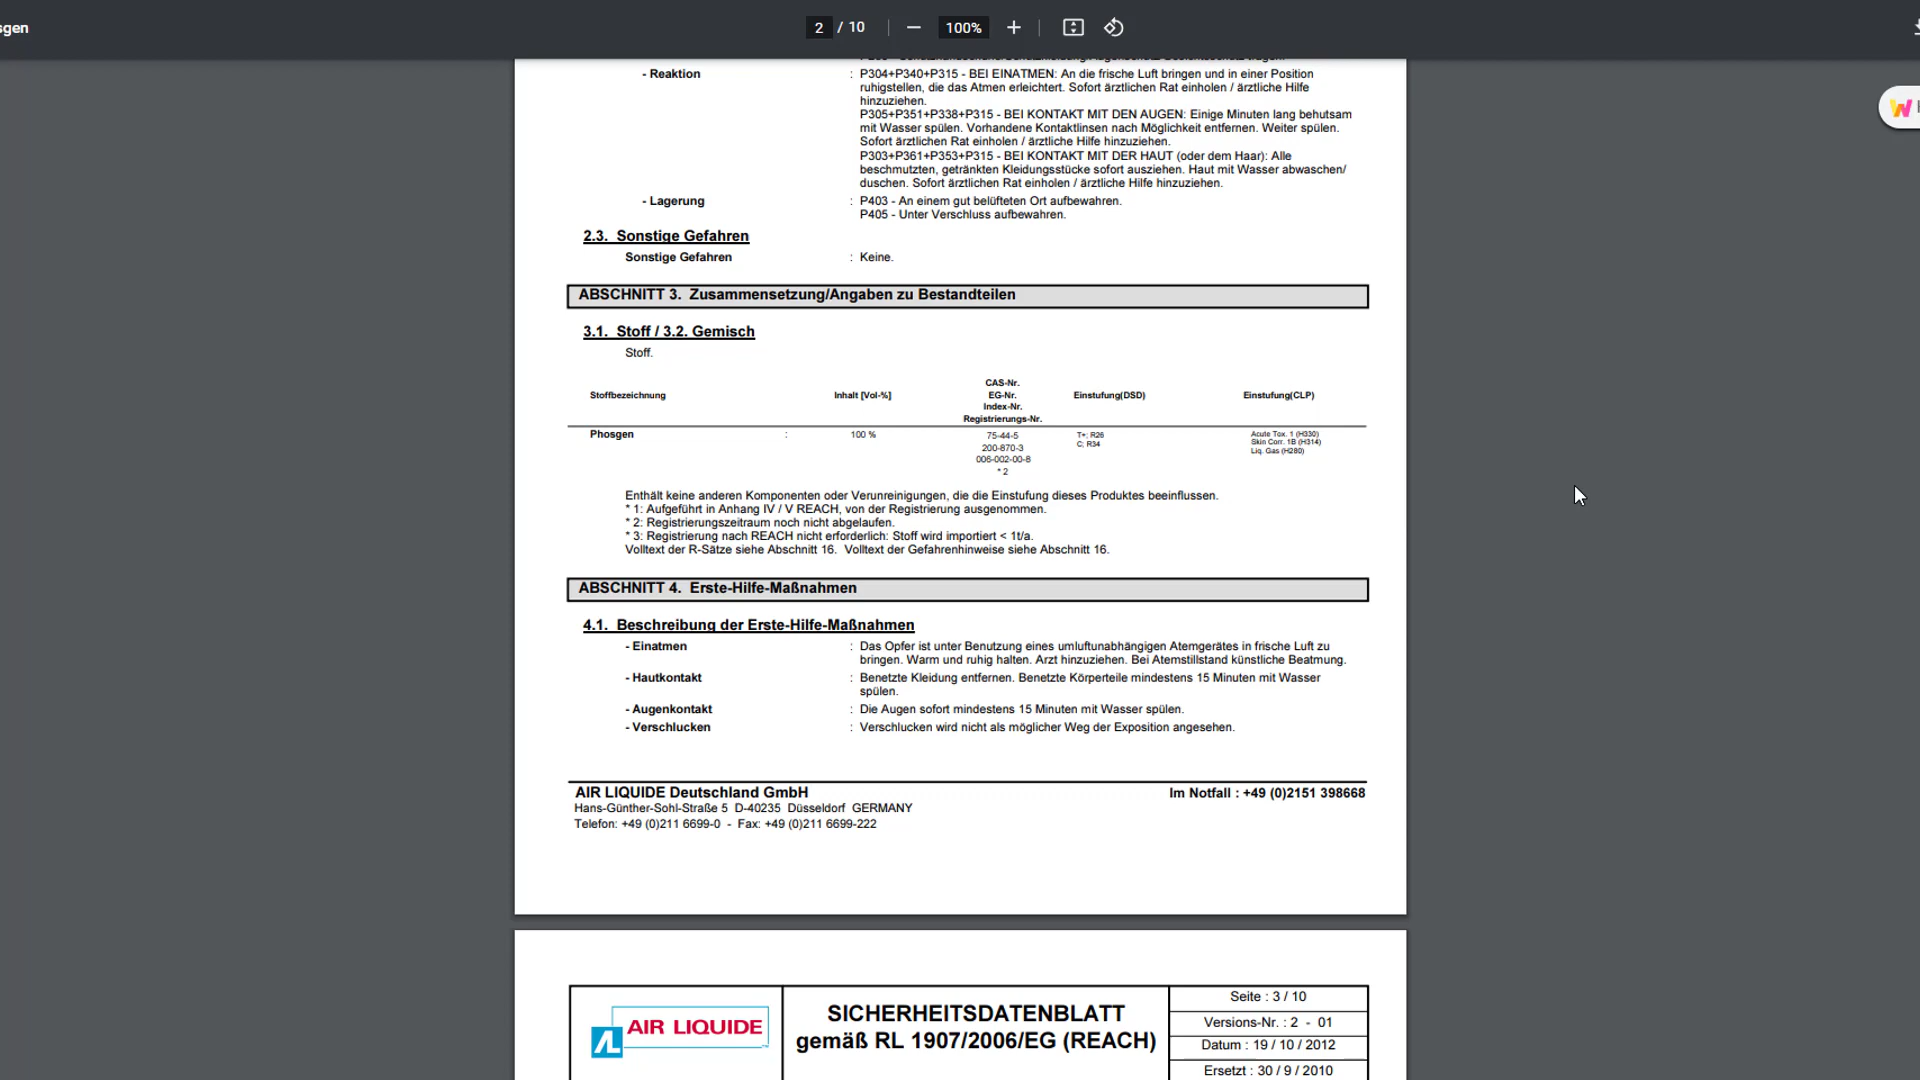 sgen
2 / 10
100%
- Reaktion : P304+P340+P315 - BEI EINATMEN: An die frische Luft bringen und in einer Position
ruhigstellen, die das Atmen erleichtert. Sofort ärztlichen Rat einholen / ärztliche Hilfe
hinzuziehen.
P305+P351+P338+P315 - BEI KONTAKT MIT DEN AUGEN: Einige Minuten lang behutsam
mit Wasser spülen. Vorhandene Kontaktlinsen nach Möglichkeit entfernen. Weiter spülen.
Sofort ärztlichen Rat einholen / ärztliche Hilfe hinzuziehen.
P303+P361+P353+P315 - BEI KONTAKT MIT DER HAUT (oder dem Haar): Alle
beschmutzten, getränkten Kleidungsstücke sofort ausziehen. Haut mit Wasser abwaschen/
duschen. Sofort ärztlichen Rat einholen / ärztliche Hilfe hinzuziehen.
- Lagerung : P403 - An einem gut belüfteten Ort aufbewahren.
P405 - Unter Verschluss aufbewahren.
2.3. Sonstige Gefahren
Sonstige Gefahren : Keine.
ABSCHNITT 3. Zusammensetzung/Angaben zu Bestandteilen
3.1. Stoff / 3.2. Gemisch
Stoff.
CAS-Nr.
Stoffbezeichnung Inhalt [Vol-%] EG-Nr. Einstufung(DSD) Einstufung(CLP)
Index-Nr.
Registrierungs-Nr.
Phosgen : 100 % 75-44-5 T+; R26 Acute Tox. 1 (H330)
200-870-3 C; R34 Skin Corr. 1B (H314)
006-002-00-8 Liq. Gas (H280)
* 2
Enthält keine anderen Komponenten oder Verunreinigungen, die die Einstufung dieses Produktes beeinflussen.
* 1: Aufgeführt in Anhang IV / V REACH, von der Registrierung ausgenommen.
* 2: Registrierungszeitraum noch nicht abgelaufen.
* 3: Registrierung nach REACH nicht erforderlich: Stoff wird importiert < 1t/a.
Volltext der R-Sätze siehe Abschnitt 16. Volltext der Gefahrenhinweise siehe Abschnitt 16.
ABSCHNITT 4. Erste-Hilfe-Maßnahmen
4.1. Beschreibung der Erste-Hilfe-Maßnahmen
- Einatmen : Das Opfer ist unter Benutzung eines umluftunabhängigen Atemgerätes in frische Luft zu
bringen. Warm und ruhig halten. Arzt hinzuziehen. Bei Atemstillstand künstliche Beatmung.
- Hautkontakt : Benetzte Kleidung entfernen. Benetzte Körperteile mindestens 15 Minuten mit Wasser
spülen.
- Augenkontakt : Die Augen sofort mindestens 15 Minuten mit Wasser spülen.
- Verschlucken : Verschlucken wird nicht als möglicher Weg der Exposition angesehen.
AIR LIQUIDE Deutschland GmbH Im Notfall : +49 (0)2151 398668
Hans-Günther-Sohl-Straße 5 D-40235 Düsseldorf GERMANY
Telefon: +49 (0)211 6699-0 - Fax: +49 (0)211 6699-222
AL AIR LIQUIDE
SICHERHEITSDATENBLATT
gemäß RL 1907/2006/EG (REACH)
Seite : 3 / 10
Versions-Nr. : 2 - 01
Datum : 19 / 10 / 2012
Ersetzt : 30 / 9 / 2010